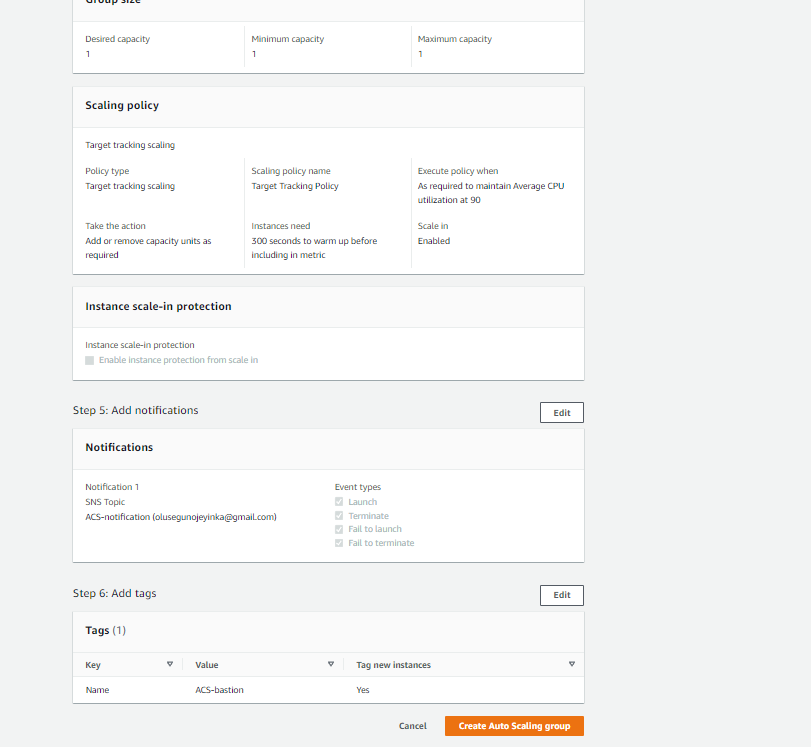 Group size
Desired capacity Minimum capacity Maximum capacity
1 1 1
Scaling policy
Target tracking scaling
Policy type Scaling policy name Execute policy when
Target tracking scaling Target Tracking Policy As required to maintain Average CPU
utilization at 90
Take the action Instances need Scale in
Add or remove capacity units as 300 seconds to warm up before Enabled
required including in metric
Instance scale-in protection
Instance scale-in protection
Enable instance protection from scale in
Step 5: Add notifications Edit
Notifications
Notification 1 Event types
SNS Topic Launch
ACS-notification (olusegunojeyinka@gmail.com) Terminate
Fail to launch
Fail to terminate
Step 6: Add tags Edit
Tags (1)
Key Value Tag new instances
Name ACS-bastion Yes
Cancel Create Auto Scaling group